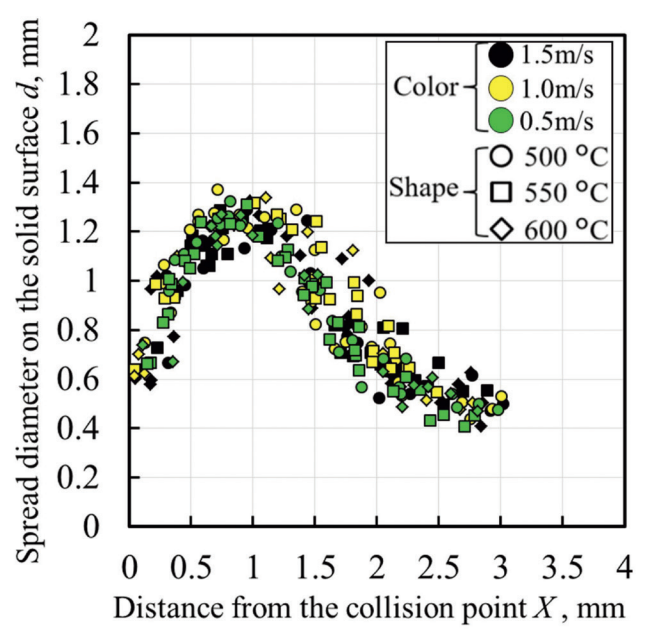 Spread diameter on the solid surface d, mm
2
1.8
1.6
1.4
1.2
1
0.8
0.6
0.4
0.2
0
Color
1.5m/s
1.0m/s
0.5m/s
Shape
500 °C
550 °C
600 °C
0 0.5 1 1.5 2 2.5 3 3.5 4
Distance from the collision point X , mm